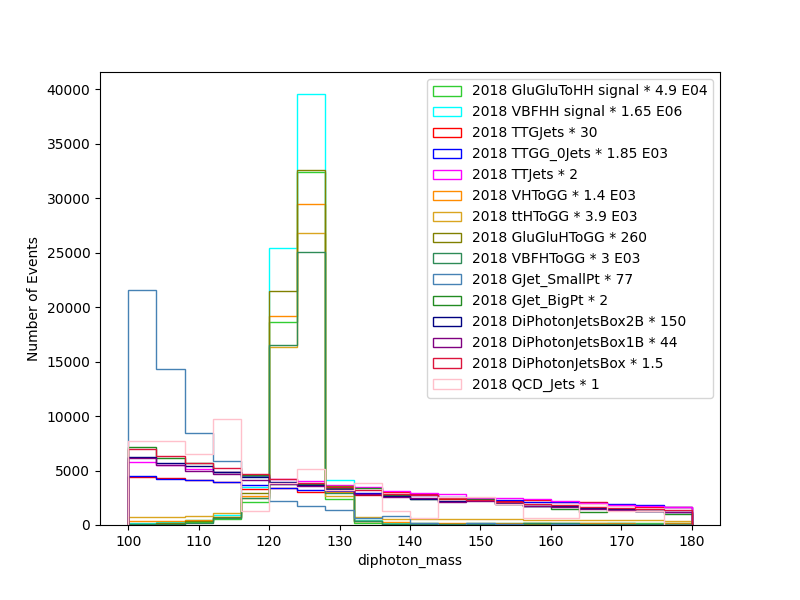 40000
35000
30000
25000
20000
15000
10000
5000
0
Number of Events
100
110
120
130
140
150
160
170
180
diphoton_mass
2018 GluGluToHH signal * 4.9 E04
2018 VBFHH signal * 1.65 E06
2018 TTGJets * 30
2018 TTGG_0Jets * 1.85 E03
2018 TTJets * 2
2018 VHToGG * 1.4 E03
2018 ttHToGG * 3.9 E03
2018 GluGluHToGG * 260
2018 VBFHToGG * 3 E03
2018 GJet_SmallPt * 77
2018 GJet_BigPt * 2
2018 DiPhotonJetsBox2B * 150
2018 DiPhotonJetsBox1B * 44
2018 DiPhotonJetsBox * 1.5
2018 QCD_Jets * 1